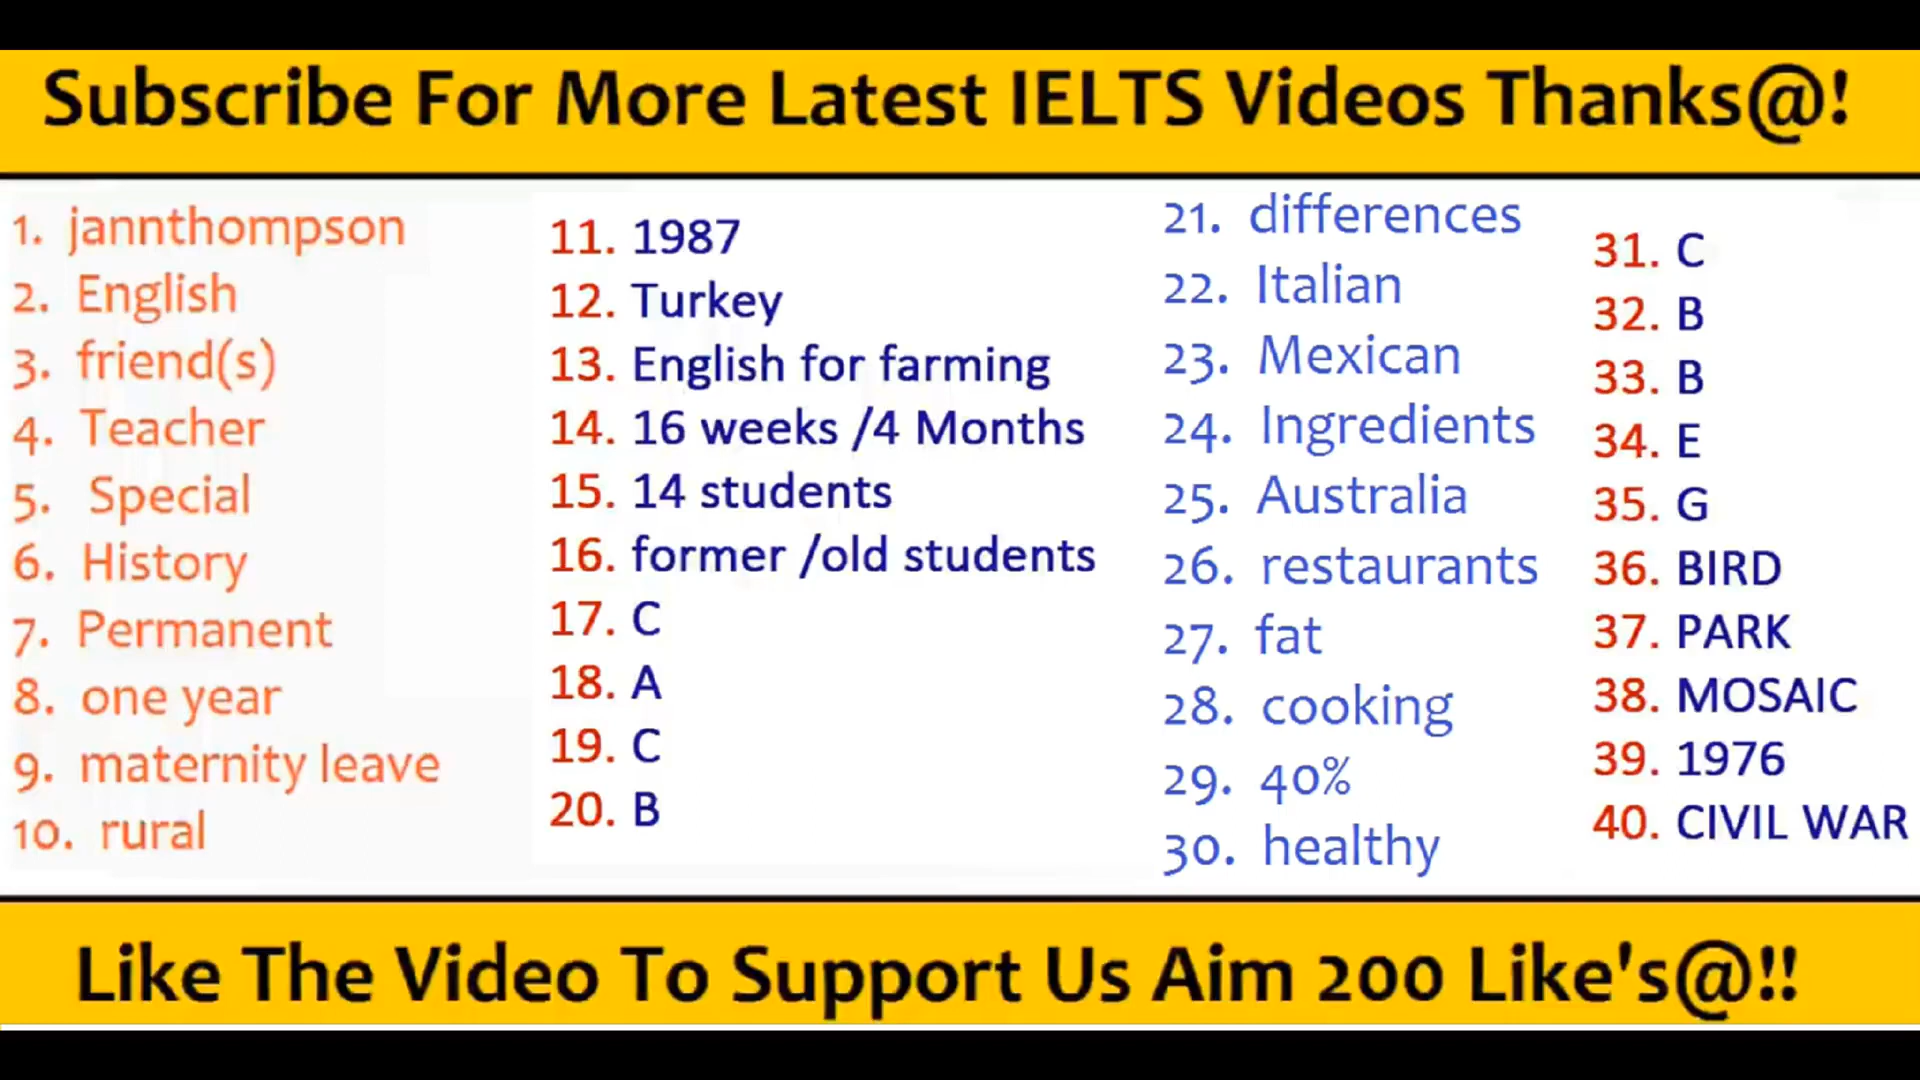 Subscribe For More Latest IELTS Videos Thanks@!
1. jannthompson
2. English
3. friend(s)
4. Teacher
5. Special
6. History
7. Permanent
8. one year
9. maternity leave
10. rural
11. 1987
12. Turkey
13. English for farming
14. 16 weeks /4 Months
15. 14 students
16. former /old students
17. C
18. A
19. C
20. B
21. differences
22. Italian
23. Mexican
24. Ingredients
25. Australia
26. restaurants
27. fat
28. cooking
29. 40%
30. healthy
31. C
32. B
33. B
34. E
35. G
36. BIRD
37. PARK
38. MOSAIC
39. 1976
40. CIVIL WAR
Like The Video To Support Us Aim 200 Like's@!!